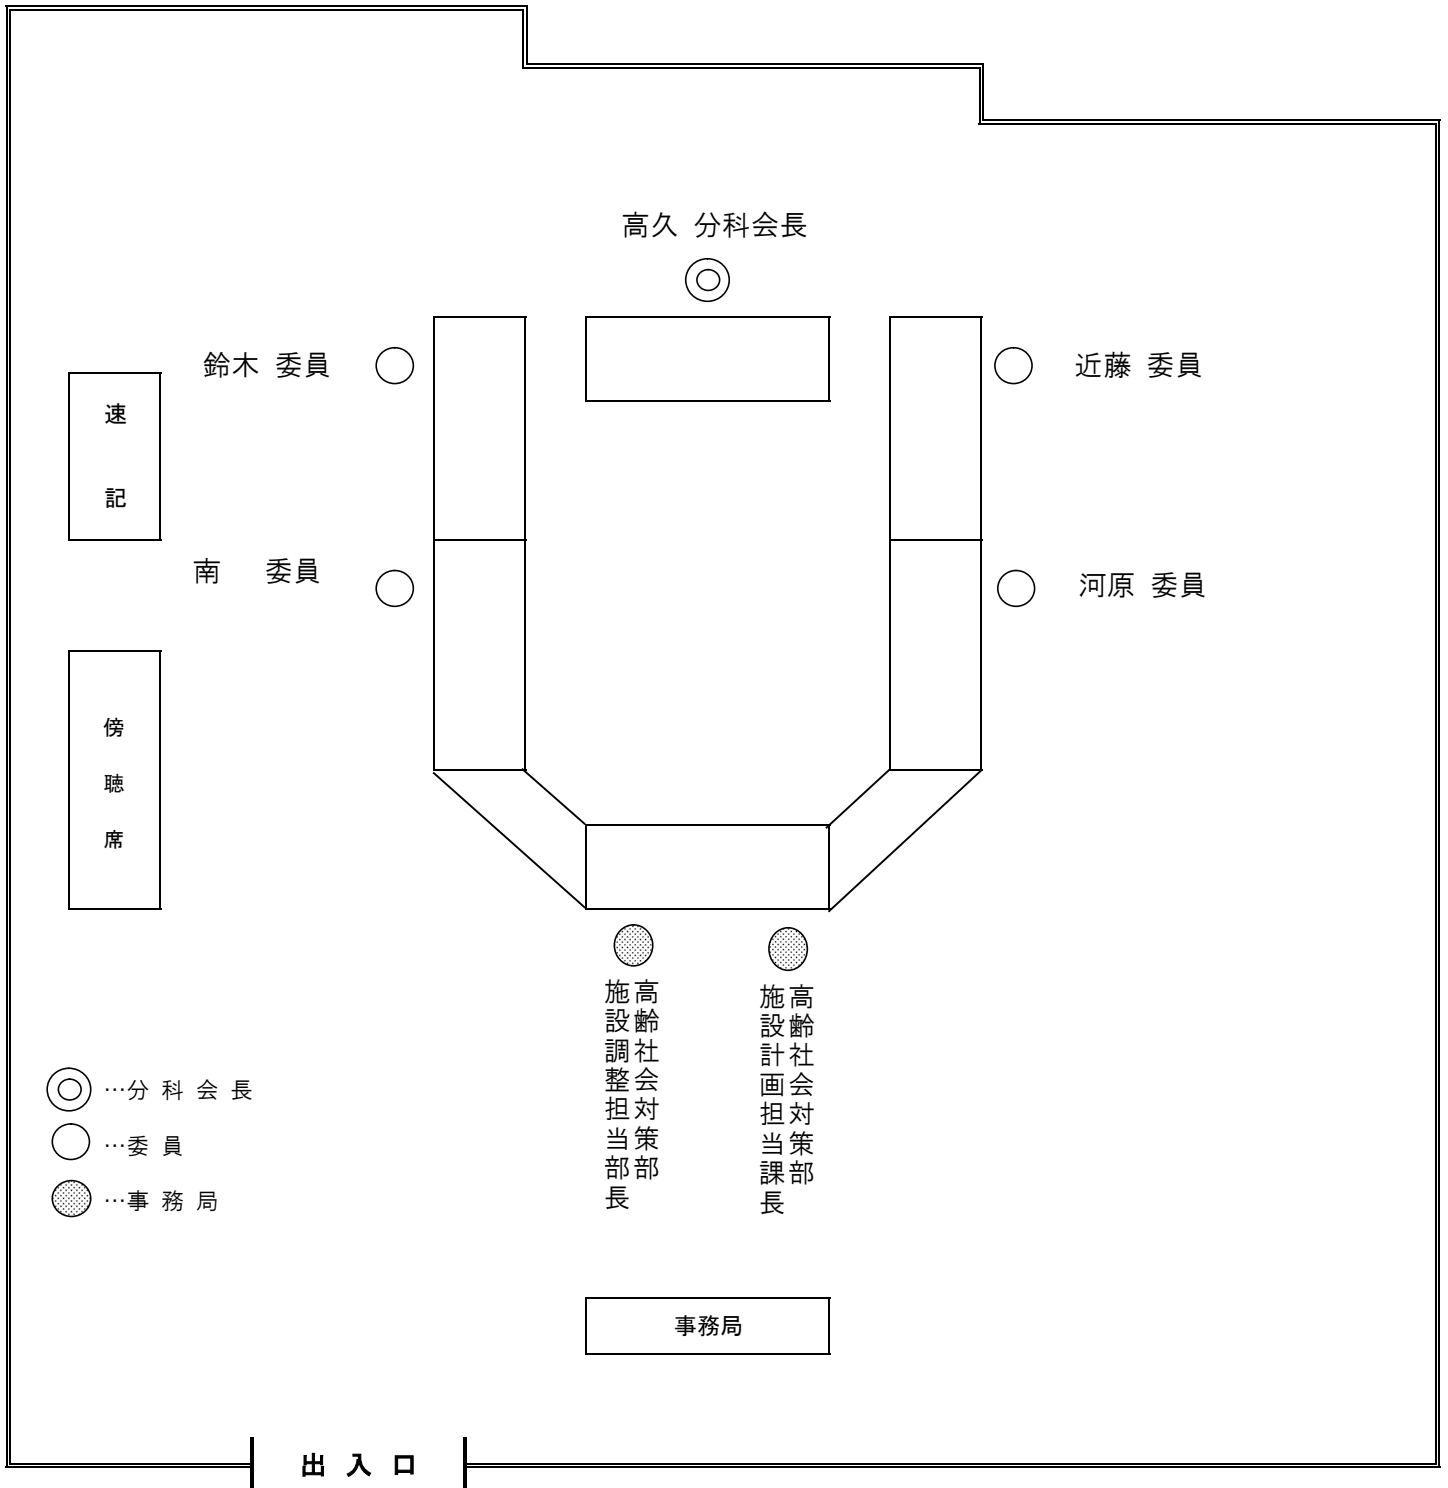 高久 分科会長
鈴木 委員
近藤 委員
速記
南 委員
河原 委員
傍聴席
高齢社会対策部
施設調整担当部長
高齢社会対策部
施設計画担当課長
…分 科 会 長
…委 員
…事 務 局
事務局
出 入 口